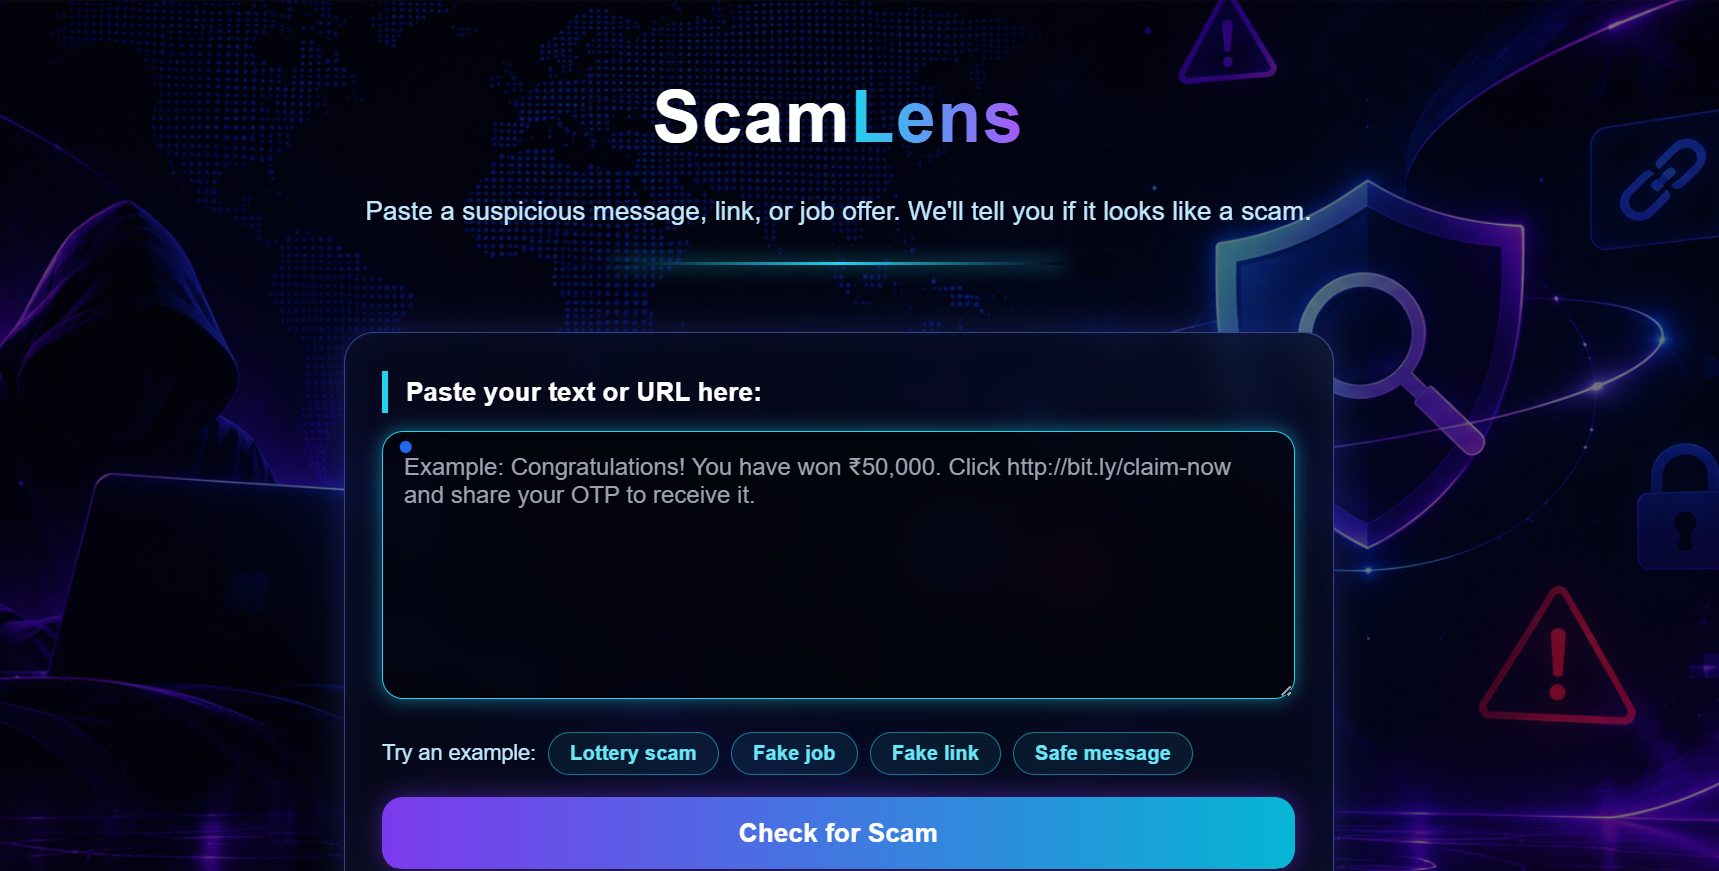 ScamLens
Paste a suspicious message, link, or job offer. We'll tell you if it looks like a scam.
Paste your text or URL here:
Example: Congratulations! You have won ₹50,000. Click http://bit.ly/claim-now
and share your OTP to receive it.
Try an example: Lottery scam Fake job Fake link Safe message
Check for Scam